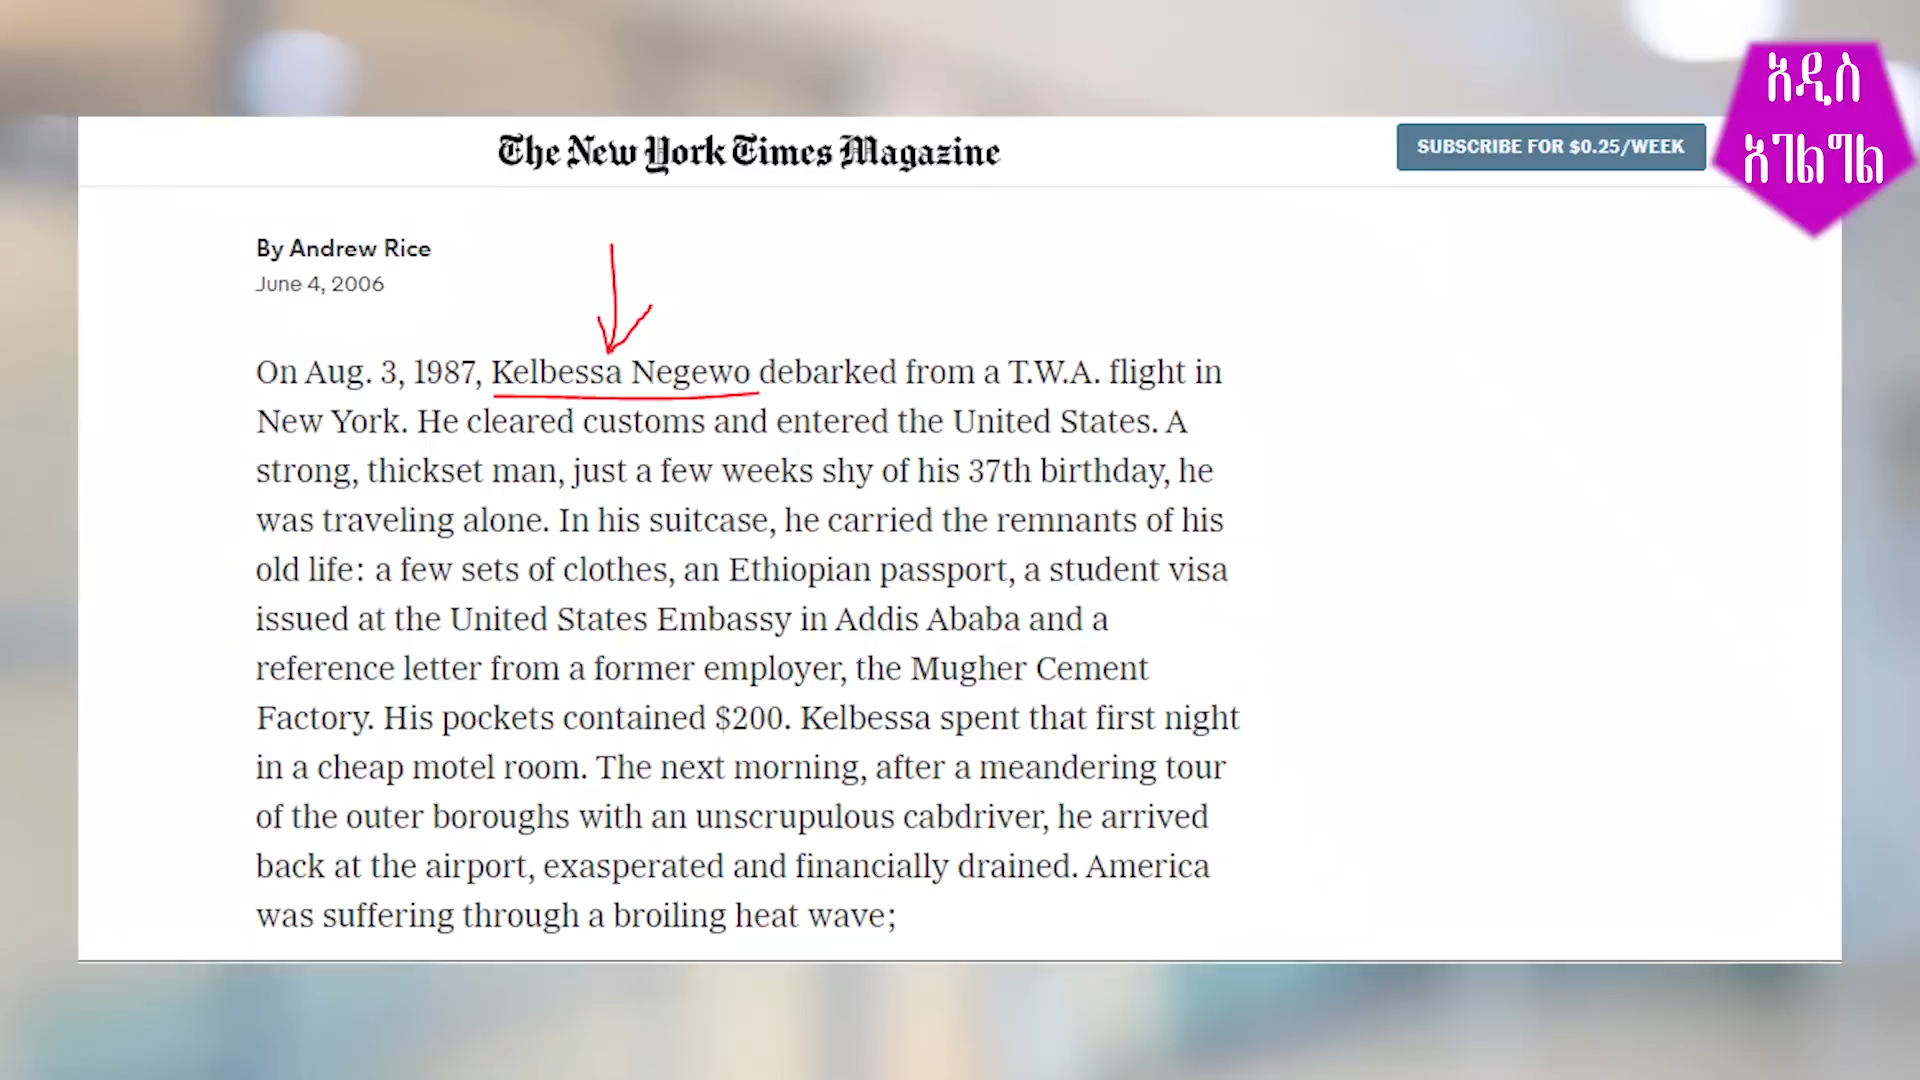 The New York Times Magazine
SUBSCRIBE FOR $0.25/WEEK
አዲስ
አገልግል
By Andrew Rice
June 4, 2006
On Aug. 3, 1987, Kelbessa Negewo debarked from a T.W.A. flight in
New York. He cleared customs and entered the United States. A
strong, thickset man, just a few weeks shy of his 37th birthday, he
was traveling alone. In his suitcase, he carried the remnants of his
old life: a few sets of clothes, an Ethiopian passport, a student visa
issued at the United States Embassy in Addis Ababa and a
reference letter from a former employer, the Mugher Cement
Factory. His pockets contained $200. Kelbessa spent that first night
in a cheap motel room. The next morning, after a meandering tour
of the outer boroughs with an unscrupulous cabdriver, he arrived
back at the airport, exasperated and financially drained. America
was suffering through a broiling heat wave;